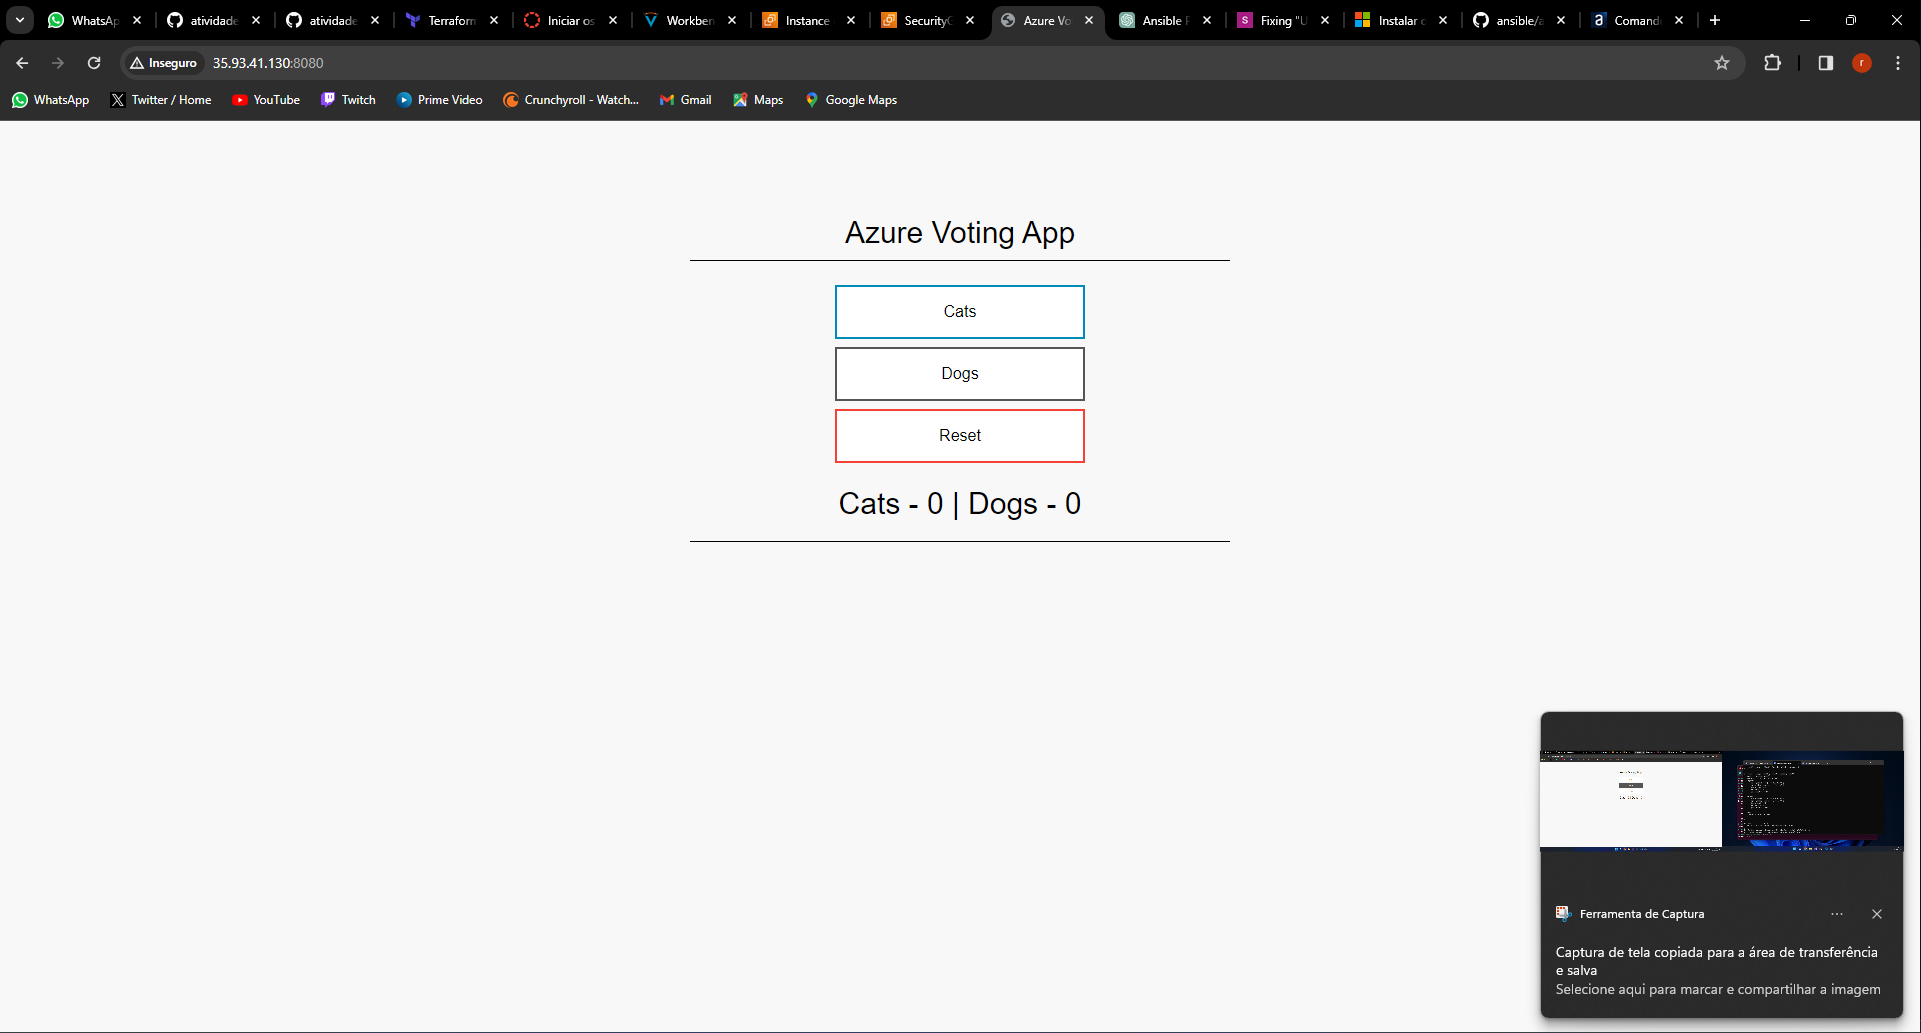 WhatsAp
atividade
atividade
Terraform
Iniciar os
Workben
Instance
SecurityG
Azure Vo
Ansible F
Fixing "U
Instalar o
ansible/a
Comand
Inseguro 35.93.41.130:8080
r
WhatsApp
Twitter / Home
YouTube
Twitch
Prime Video
Crunchyroll - Watch...
Gmail
Maps
Google Maps
Azure Voting App
Cats
Dogs
Reset
Cats - 0 | Dogs - 0
Ferramenta de Captura
Captura de tela copiada para a área de transferência
e salva
Selecione aqui para marcar e compartilhar a imagem